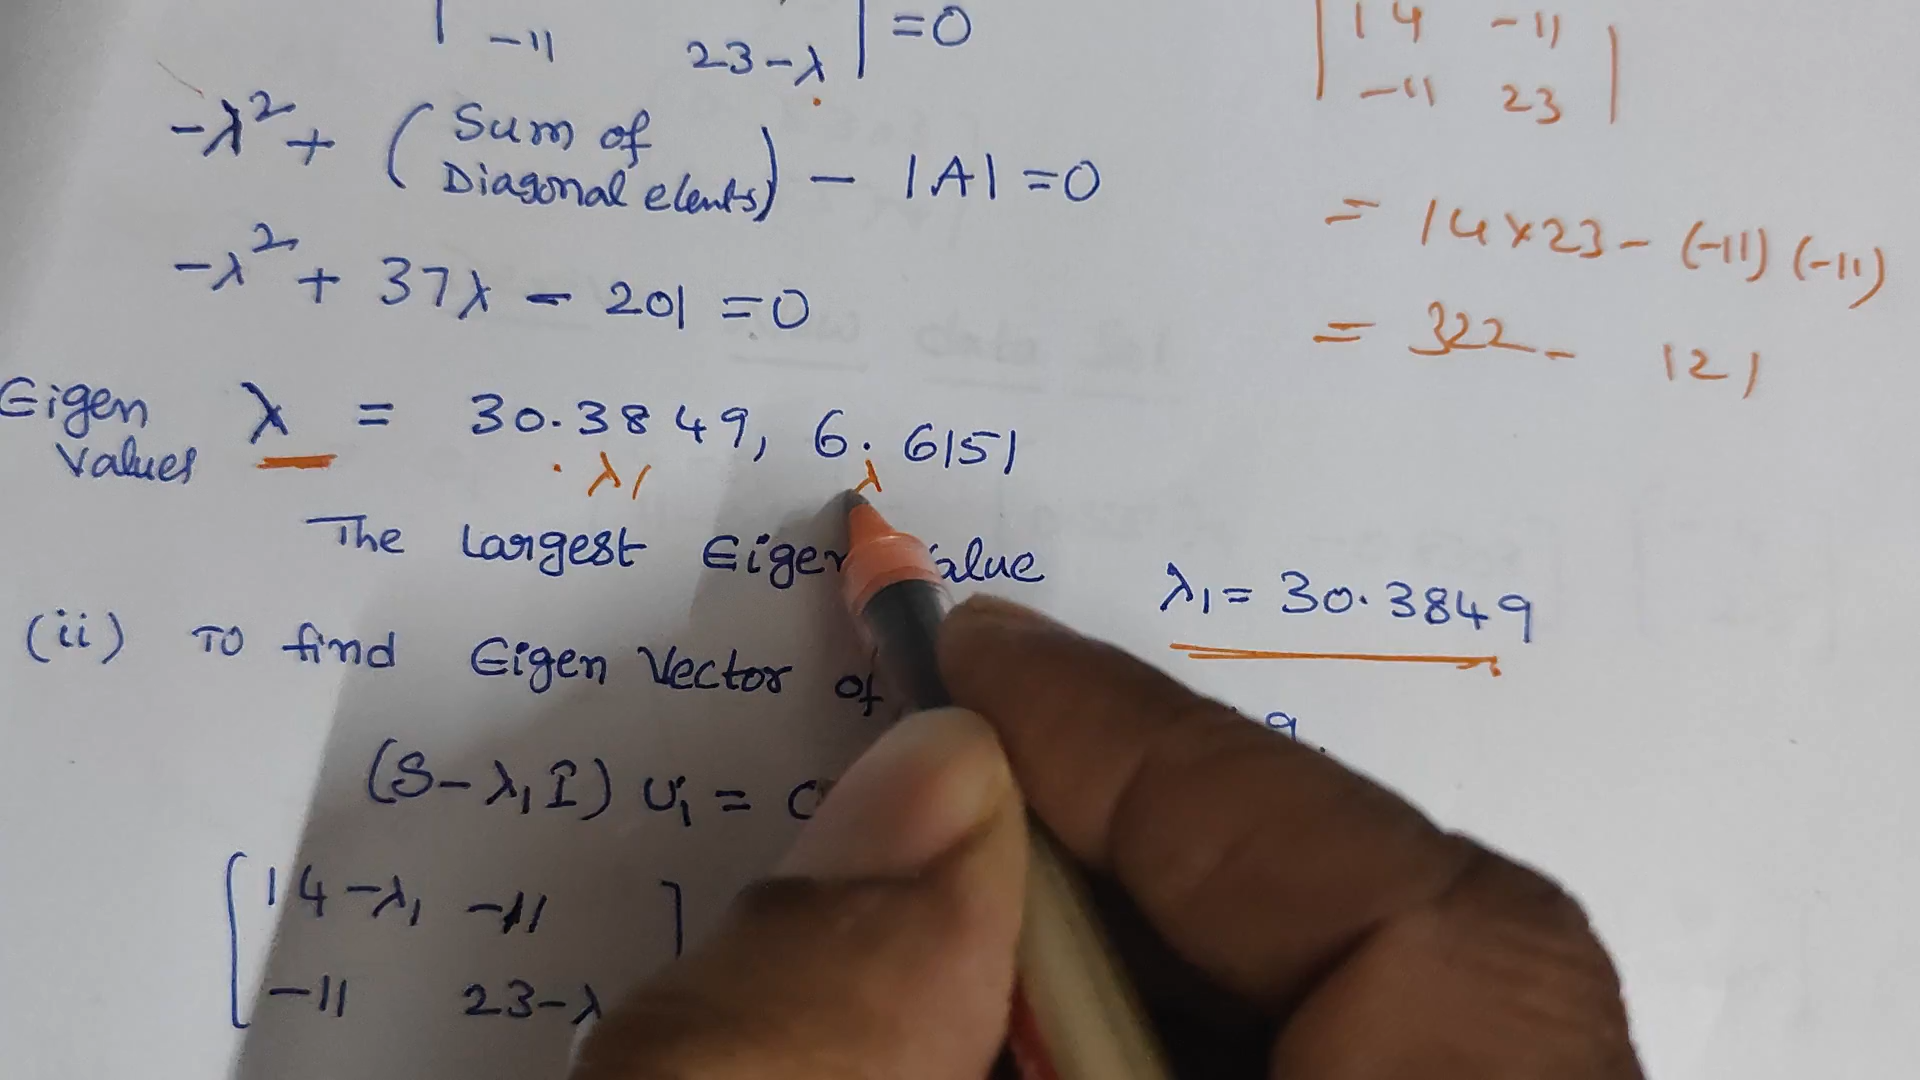 -11 23-λ =0
-λ² + (Sum of Diagonal elents) - |A| =0
-λ² + 37λ - 201 =0
Eigen Values λ = 30.3849, 6.6151
λ1 λ
The Largest Eigen value λ1 = 30.3849
(ii) To find Eigen Vector of
(S-λ1I) U1 =
14-λ1 -11
-11 23-λ
14 -11
-11 23
= 14×23- (-11) (-11)
= 322- 121